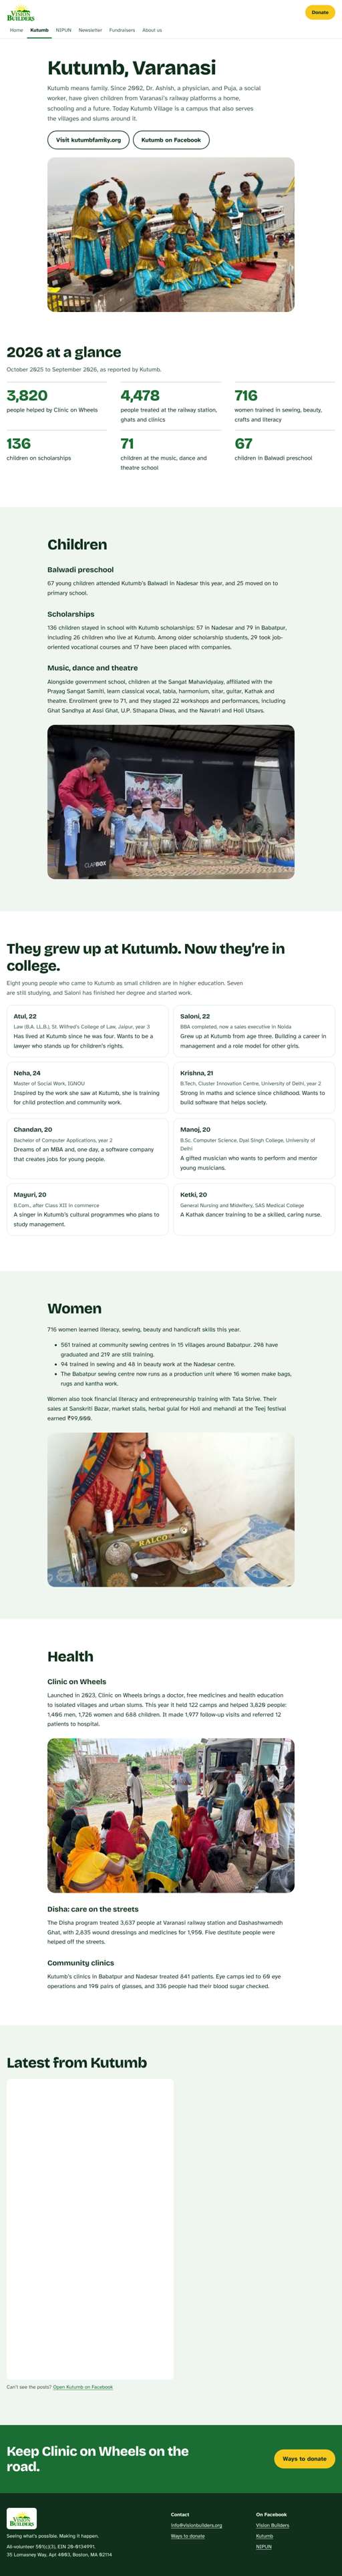 VISION
BUILDERS
Donate
Home Kutumb NIPUN Newsletter Fundraisers About us
Kutumb, Varanasi
Kutumb means family. Since 2002, Dr. Ashish, a physician, and Puja, a social
worker, have given children from Varanasi's railway platforms a home,
schooling and a future. Today Kutumb Village is a campus that also serves
the villages and slums around it.
Visit kutumbfamily.org Kutumb on Facebook
2026 at a glance
October 2025 to September 2026, as reported by Kutumb.
3,820
people helped by Clinic on Wheels
4,478
people treated at the railway station,
ghats and clinics
716
women trained in sewing, beauty,
crafts and literacy
136
children on scholarships
71
children at the music, dance and
theatre school
67
children in Balwadi preschool
Children
Balwadi preschool
67 young children attended Kutumb's Balwadi in Nadesar this year, and 25 moved on to
primary school.
Scholarships
136 children stayed in school with Kutumb scholarships: 57 in Nadesar and 79 in Babatpur,
including 26 children who live at Kutumb. Among older scholarship students, 29 took job-
oriented vocational courses and 17 have been placed with companies.
Music, dance and theatre
Alongside government school, children at the Sangat Mahavidyalay, affiliated with the
Prayag Sangat Samiti, learn classical vocal, tabla, harmonium, sitar, guitar, Kathak and
theatre. Enrollment grew to 71, and they staged 22 workshops and performances, including
Ghat Sandhya at Assi Ghat, U.P. Sthapana Diwas, and the Navratri and Holi Utsavs.
CLAPBOX
They grew up at Kutumb. Now they're in
college.
Eight young people who came to Kutumb as small children are in higher education. Seven
are still studying, and Saloni has finished her degree and started work.
Atul, 22
Law (B.A. LL.B.), St. Wilfred's College of Law, Jaipur, year 3
Has lived at Kutumb since he was four. Wants to be a
lawyer who stands up for children's rights.
Saloni, 22
BBA completed, now a sales executive in Noida
Grew up at Kutumb from age three. Building a career in
management and a role model for other girls.
Neha, 24
Master of Social Work, IGNOU
Inspired by the work she saw at Kumtumb, she is training
for child protection and community work.
Krishna, 21
B.Tech, Cluster Innovation Centre, University of Delhi, year 2
Strong in maths and science since childhood. Wants to
build software that helps society.
Chandan, 20
Bachelor of Computer Applications, year 2
Dreams of an MBA and, one day, a software company
that creates jobs for young people.
Manoj, 20
B.Sc. Computer Science, Dyal Singh College, University of
Delhi
A gifted musician who wants to perform and mentor
young musicians.
Mayuri, 20
B.Com., after Class XII in commerce
A singer in Kutumb's cultural programmes who plans to
study management.
Ketki, 20
General Nursing and Midwifery, SAS Medical College
A Kathak dancer training to be a skilled, caring nurse.
Women
716 women learned literacy, sewing, beauty and handicraft skills this year.
• 561 trained at community sewing centres in 15 villages around Babatpur. 298 have
graduated and 219 are still training.
• 94 trained in sewing and 48 in beauty work at the Nadesar centre.
• The Babatpur sewing centre now runs as a production unit where 16 women make bags,
rugs and kantha work.
Women also took financial literacy and entrepreneurship training with Tata Strive. Their
sales at Sanskriti Bazar, market stalls, herbal gulal for Holi and mehandi at the Teej festival
earned ₹99,000.
RALCO
Health
Clinic on Wheels
Launched in 2023, Clinic on Wheels brings a doctor, free medicines and health education
to isolated villages and urban slums. This year it held 122 camps and helped 3,820 people:
1,406 men, 1,726 women and 688 children. It made 1,977 follow-up visits and referred 12
patients to hospital.
Disha: care on the streets
The Disha program treated 3,637 people at Varanasi railway station and Dashashwamedh
Ghat, with 2,835 wound dressings and medicines for 1,950. Five destitute people were
helped off the streets.
Community clinics
Kutumb's clinics in Babatpur and Nadesar treated 841 patients. Eye camps led to 60 eye
operations and 190 pairs of glasses, and 336 people had their blood sugar checked.
Latest from Kutumb
Can't see the posts? Open Kutumb on Facebook
Keep Clinic on Wheels on the
road.
Ways to donate
VISION
BUILDERS
Seeing what's possible. Making it happen.
All-volunteer 501(c)(3), EIN 20-0134991.
35 Lomasney Way, Apt 4003, Boston, MA 02114
Contact
info@visionbuilders.org
Ways to donate
On Facebook
Vision Builders
Kutumb
NIPUN